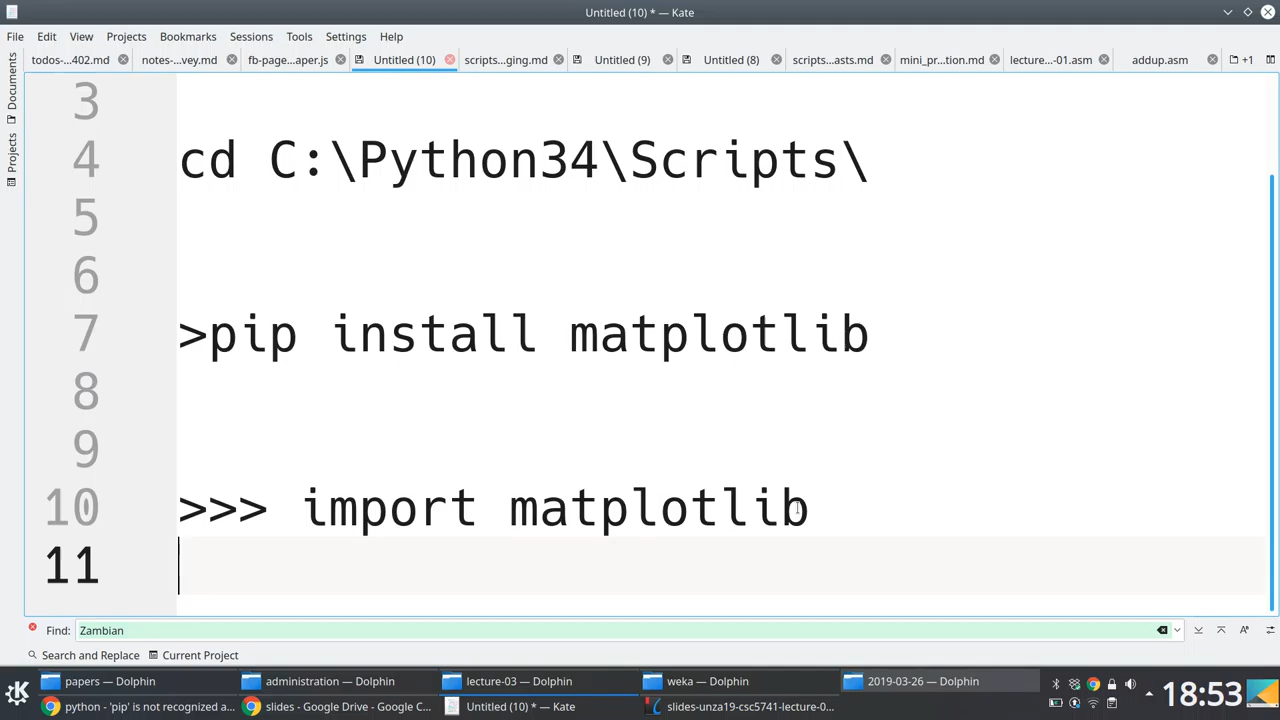 Untitled (10) * — Kate
File Edit View Projects Bookmarks Sessions Tools Settings Help
todos-...402.md notes-...vey.md fb-page...aper.js Untitled (10) scripts...ging.md Untitled (9) Untitled (8) scripts...asts.md mini_pr...tion.md lecture...-01.asm addup.asm +1
Documents
Projects
3
4 cd C:\Python34\Scripts\
5
6
7 >pip install matplotlib
8
9
10 >>> import matplotlib
11
Find: Zambian
Search and Replace Current Project
papers — Dolphin administration — Dolphin lecture-03 — Dolphin weka — Dolphin 2019-03-26 — Dolphin
python - 'pip' is not recognized a... slides - Google Drive - Google C... Untitled (10) * — Kate slides-unza19-csc5741-lecture-0...
18:53